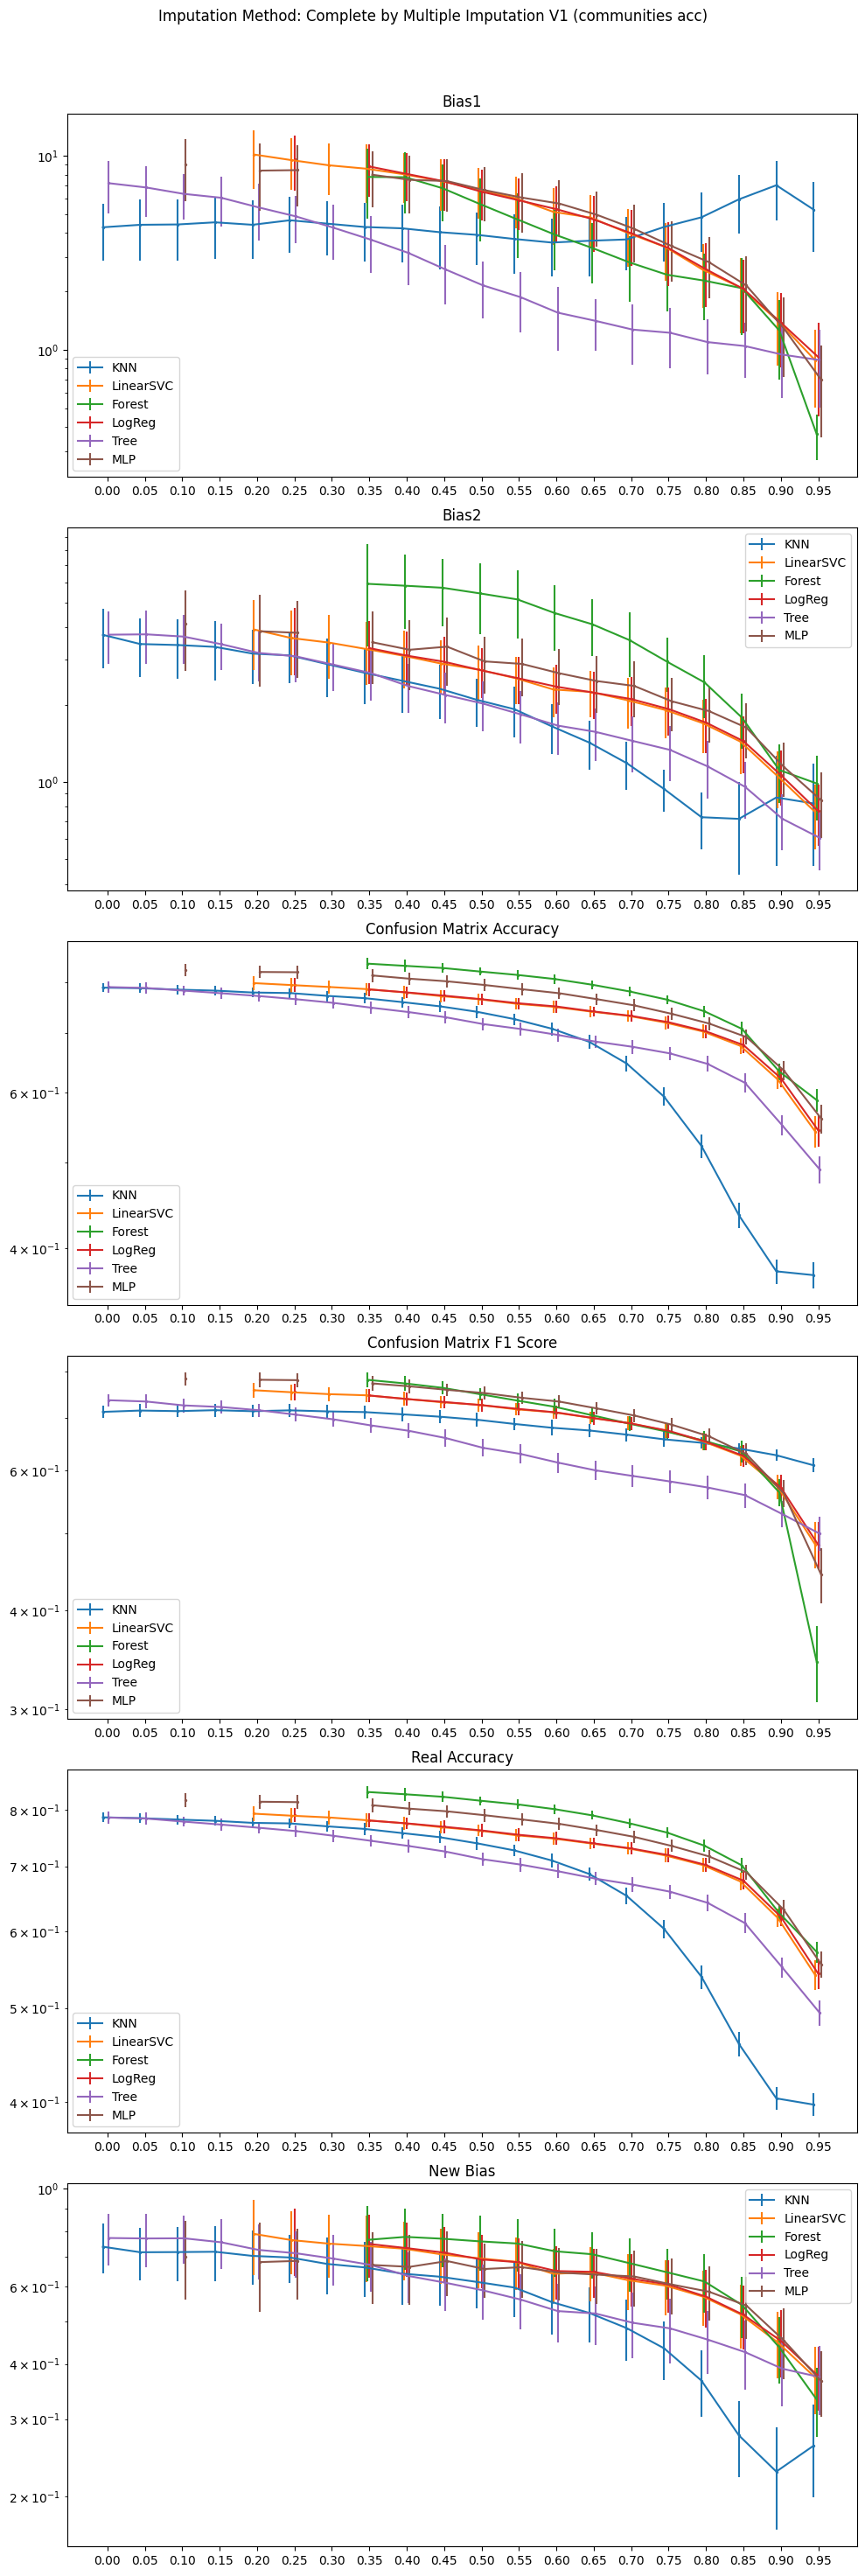 Imputation Method: Complete by Multiple Imputation V1 (communities acc)
Bias1
10¹
10⁰
KNN
LinearSVC
Forest
LogReg
Tree
MLP
0.00 0.05 0.10 0.15 0.20 0.25 0.30 0.35 0.40 0.45 0.50 0.55 0.60 0.65 0.70 0.75 0.80 0.85 0.90 0.95
Bias2
10⁰
KNN
LinearSVC
Forest
LogReg
Tree
MLP
0.00 0.05 0.10 0.15 0.20 0.25 0.30 0.35 0.40 0.45 0.50 0.55 0.60 0.65 0.70 0.75 0.80 0.85 0.90 0.95
Confusion Matrix Accuracy
6 × 10⁻¹
4 × 10⁻¹
KNN
LinearSVC
Forest
LogReg
Tree
MLP
0.00 0.05 0.10 0.15 0.20 0.25 0.30 0.35 0.40 0.45 0.50 0.55 0.60 0.65 0.70 0.75 0.80 0.85 0.90 0.95
Confusion Matrix F1 Score
6 × 10⁻¹
4 × 10⁻¹
3 × 10⁻¹
KNN
LinearSVC
Forest
LogReg
Tree
MLP
0.00 0.05 0.10 0.15 0.20 0.25 0.30 0.35 0.40 0.45 0.50 0.55 0.60 0.65 0.70 0.75 0.80 0.85 0.90 0.95
Real Accuracy
8 × 10⁻¹
7 × 10⁻¹
6 × 10⁻¹
5 × 10⁻¹
4 × 10⁻¹
KNN
LinearSVC
Forest
LogReg
Tree
MLP
0.00 0.05 0.10 0.15 0.20 0.25 0.30 0.35 0.40 0.45 0.50 0.55 0.60 0.65 0.70 0.75 0.80 0.85 0.90 0.95
New Bias
10⁰
6 × 10⁻¹
4 × 10⁻¹
3 × 10⁻¹
2 × 10⁻¹
KNN
LinearSVC
Forest
LogReg
Tree
MLP
0.00 0.05 0.10 0.15 0.20 0.25 0.30 0.35 0.40 0.45 0.50 0.55 0.60 0.65 0.70 0.75 0.80 0.85 0.90 0.95